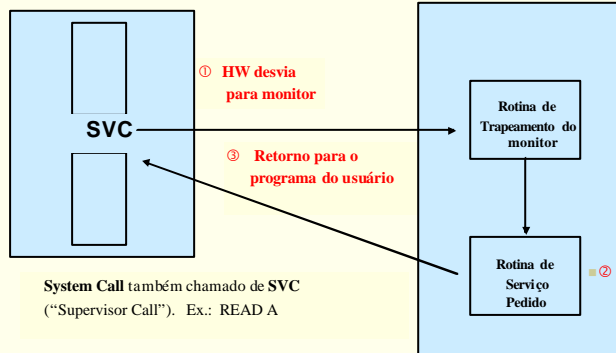 ① HW desvia
para monitor
SVC
Rotina de
Trapeamento do
monitor
③ Retorno para o
programa do usuário
Rotina de
Serviço
Pedido
②
System Call também chamado de SVC
(“Supervisor Call”). Ex.: READ A